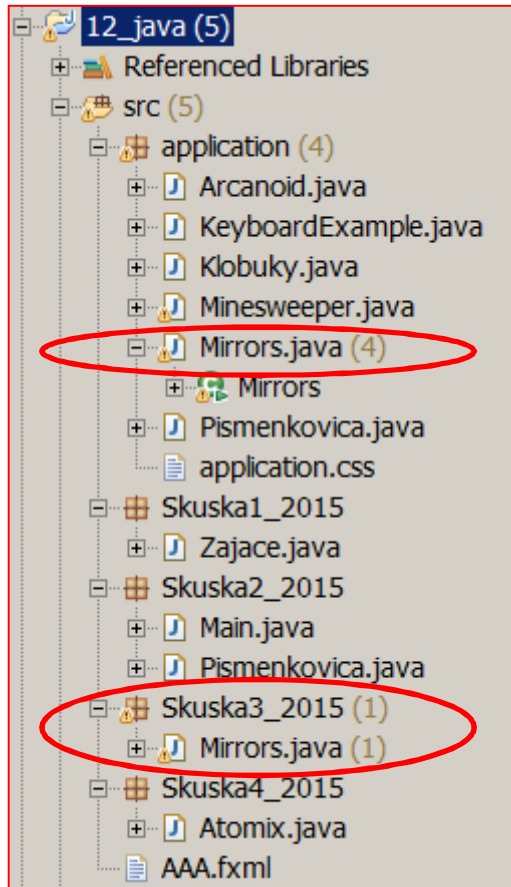 12_java (5)
Referenced Libraries
src (5)
application (4)
Arcanoid.java
KeyboardExample.java
Klobuky.java
Minesweeper.java
Mirrors.java (4)
Mirrors
Pismenkovica.java
application.css
Skuska1_2015
Zajace.java
Skuska2_2015
Main.java
Pismenkovica.java
Skuska3_2015 (1)
Mirrors.java (1)
Skuska4_2015
Atomix.java
AAA.fxml